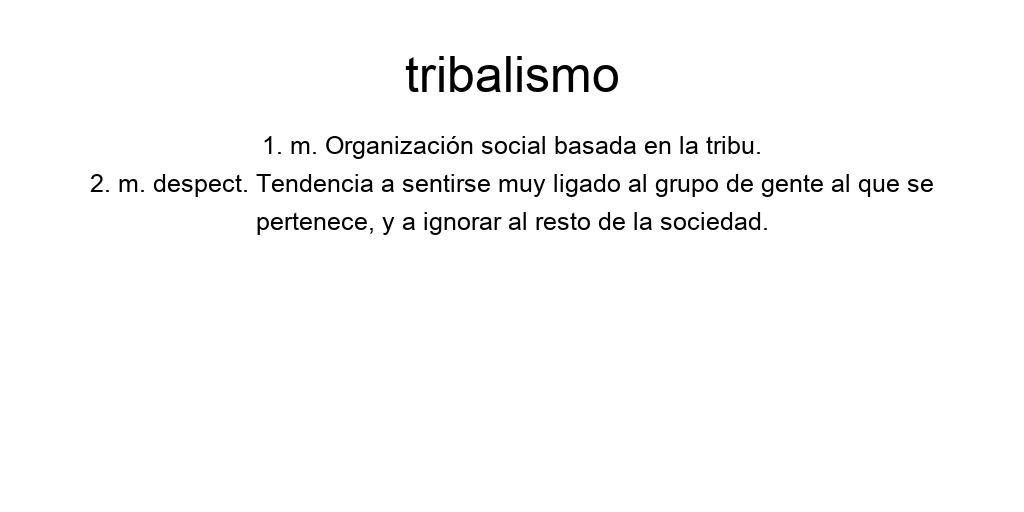 tribalismo
1. m. Organización social basada en la tribu.
2. m. despect. Tendencia a sentirse muy ligado al grupo de gente al que se
pertenece, y a ignorar al resto de la sociedad.